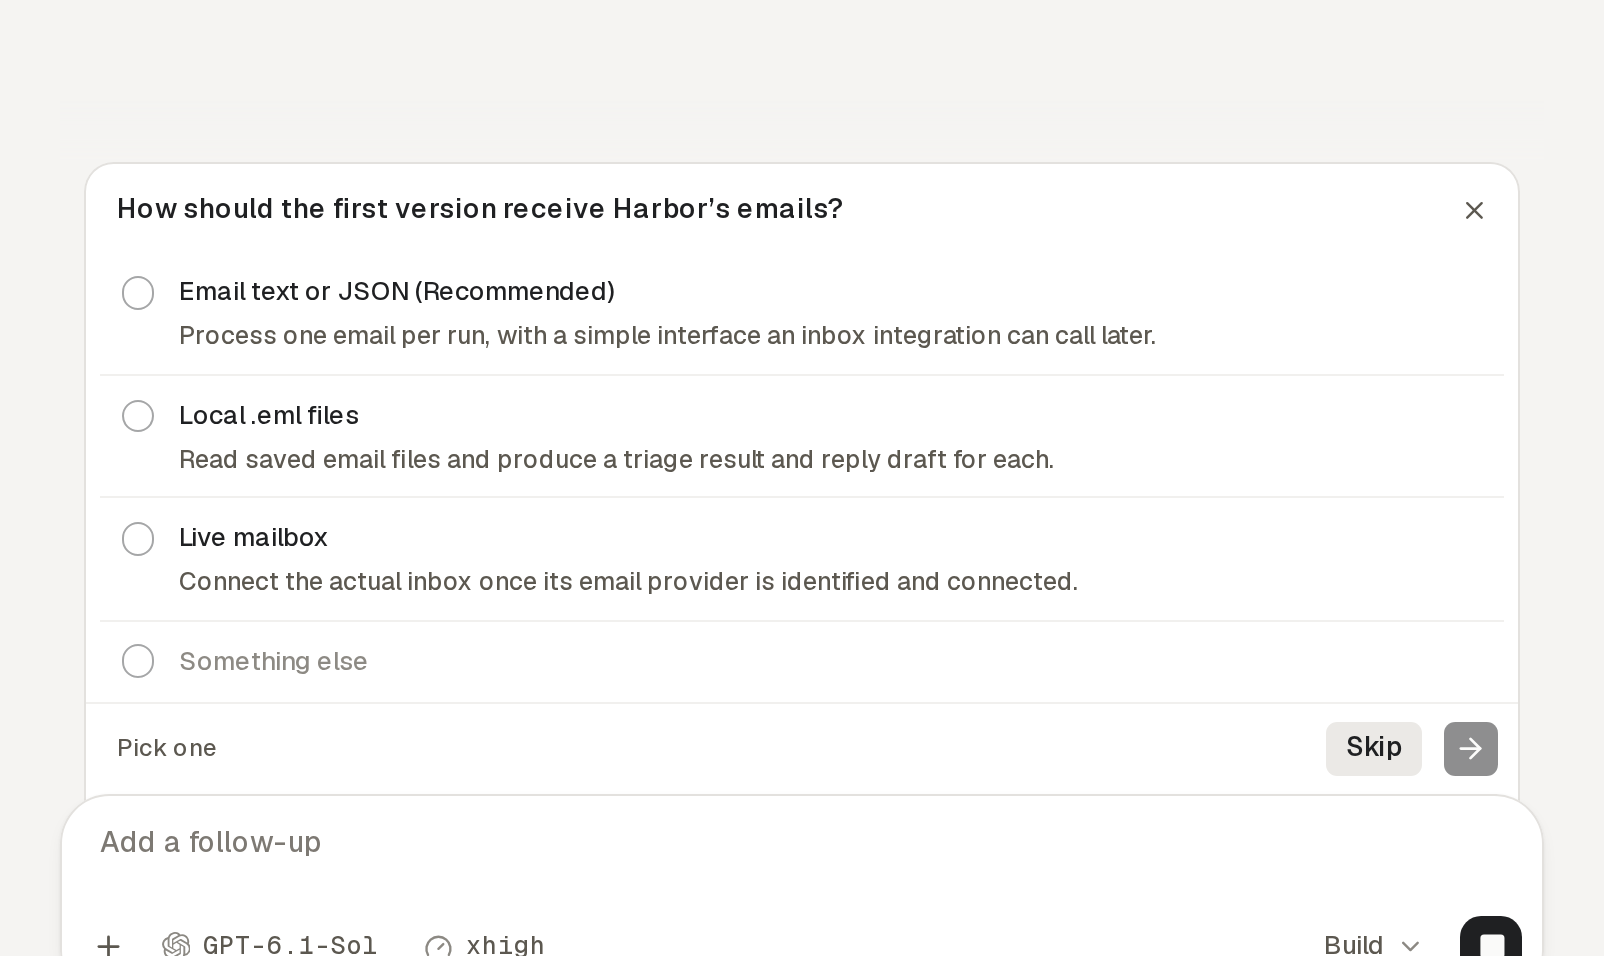 How should the first version receive Harbor’s emails?
Email text or JSON (Recommended)
Process one email per run, with a simple interface an inbox integration can call later.
Local .eml files
Read saved email files and produce a triage result and reply draft for each.
Live mailbox
Connect the actual inbox once its email provider is identified and connected.
Something else
Pick one
Skip
Add a follow-up
GPT-6.1-Sol
xhigh
Build